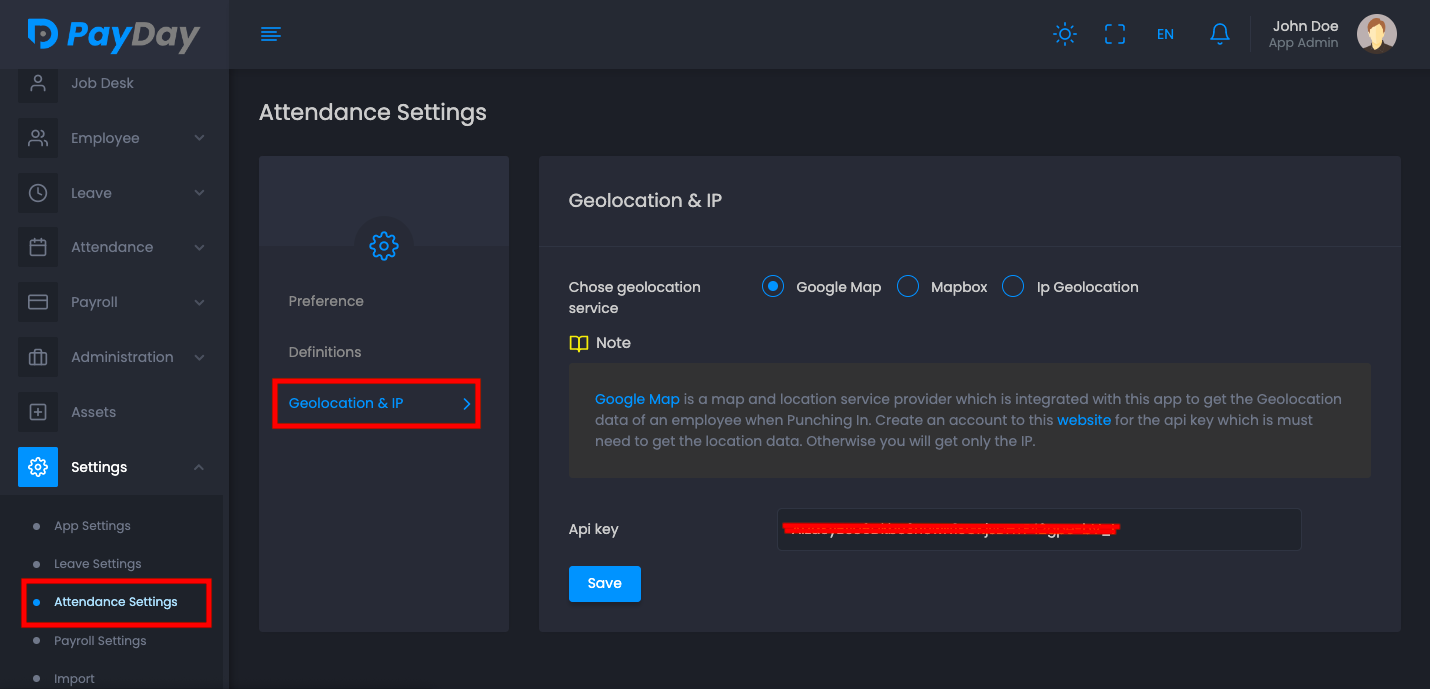 PayDay
EN
John Doe
App Admin
Job Desk
Employee
Leave
Attendance
Payroll
Administration
Assets
Settings
App Settings
Leave Settings
Attendance Settings
Payroll Settings
Import
Attendance Settings
Preference
Definitions
Geolocation & IP
Geolocation & IP
Chose geolocation
service
Google Map
Mapbox
Ip Geolocation
Note
Google Map is a map and location service provider which is integrated with this app to get the Geolocation
data of an employee when Punching In. Create an account to this website for the api key which is must
need to get the location data. Otherwise you will get only the IP.
Api key
Save